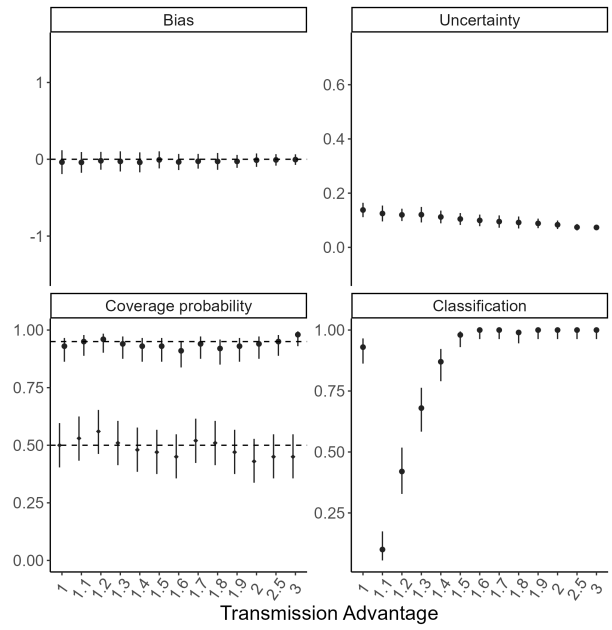 Bias
Uncertainty
1
0
-1
0.6
0.4
0.2
0.0
Coverage probability
Classification
1.00
0.75
0.50
0.25
0.00
1.00
0.75
0.50
0.25
1 1.1 1.2 1.3 1.4 1.5 1.6 1.7 1.8 1.9 2 2.5 3
1 1.1 1.2 1.3 1.4 1.5 1.6 1.7 1.8 1.9 2 2.5 3
Transmission Advantage